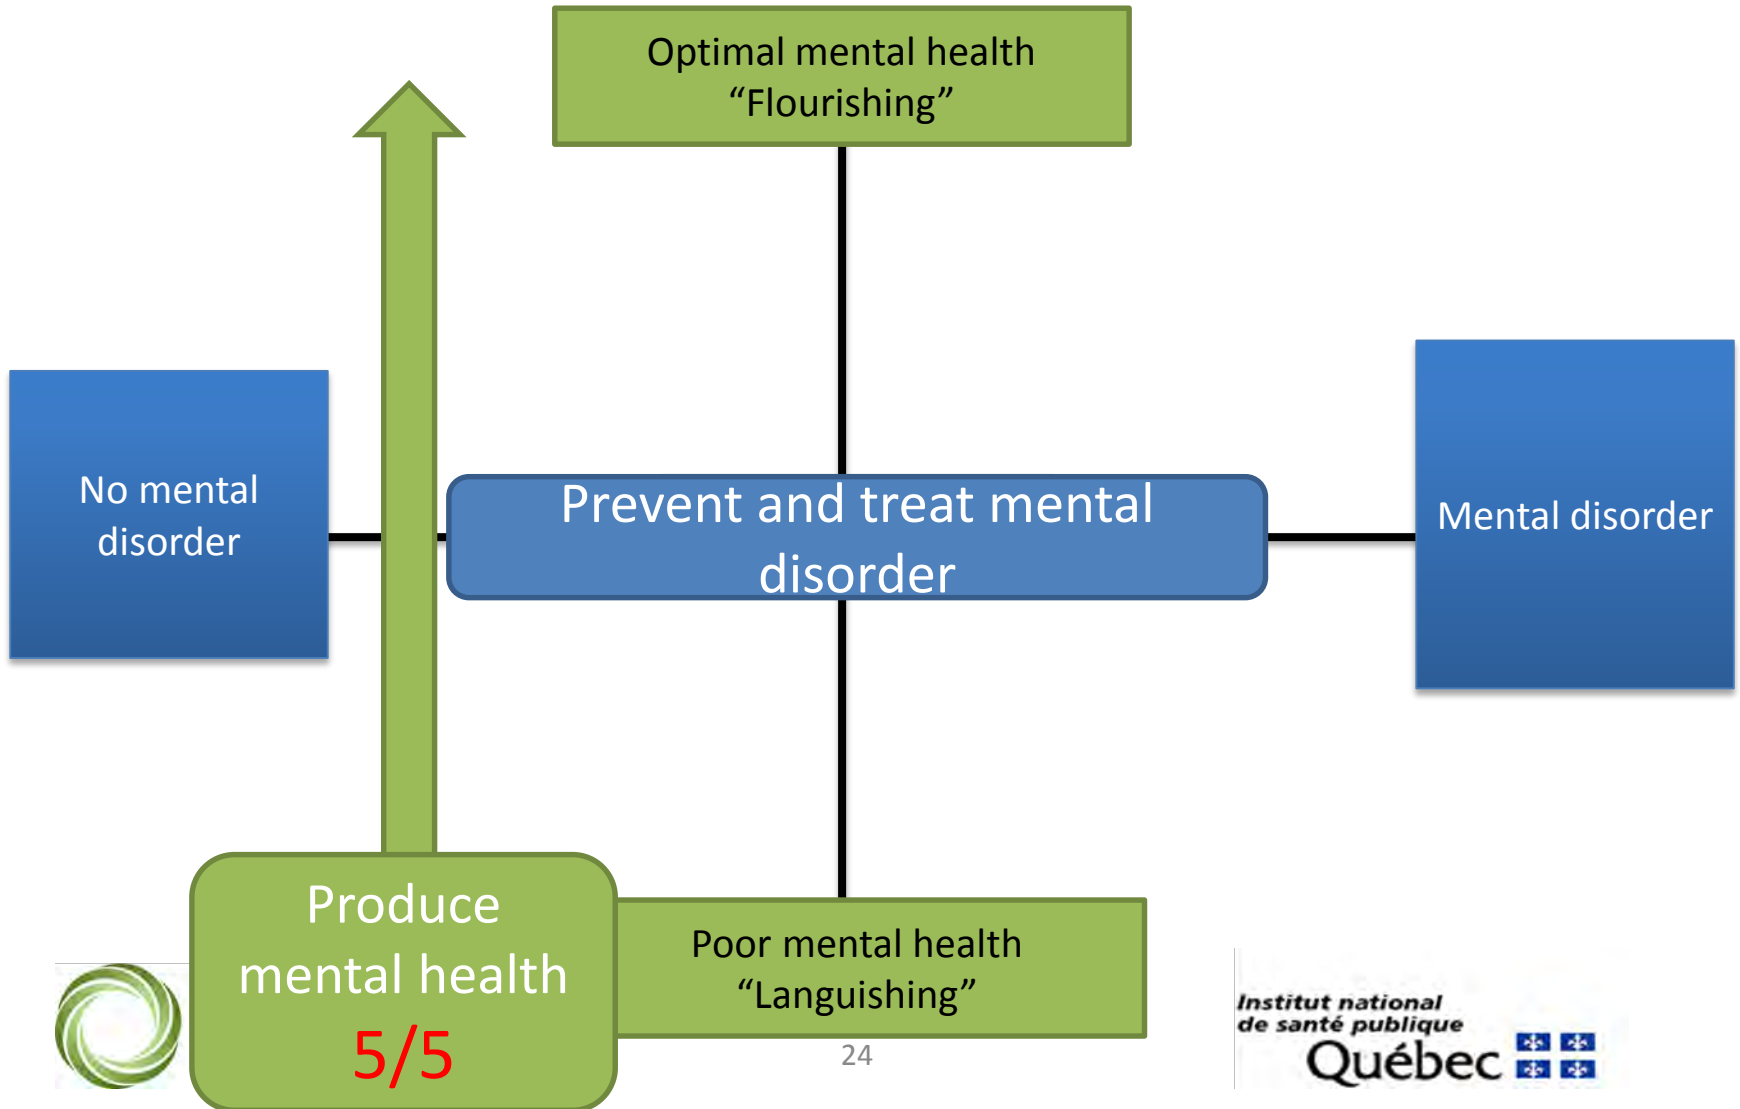 Optimal mental health
“Flourishing”
No mental
disorder
Prevent and treat mental
disorder
Mental disorder
Produce
mental health
5/5
Poor mental health
“Languishing”
24
Institut national
de santé publique
Québec